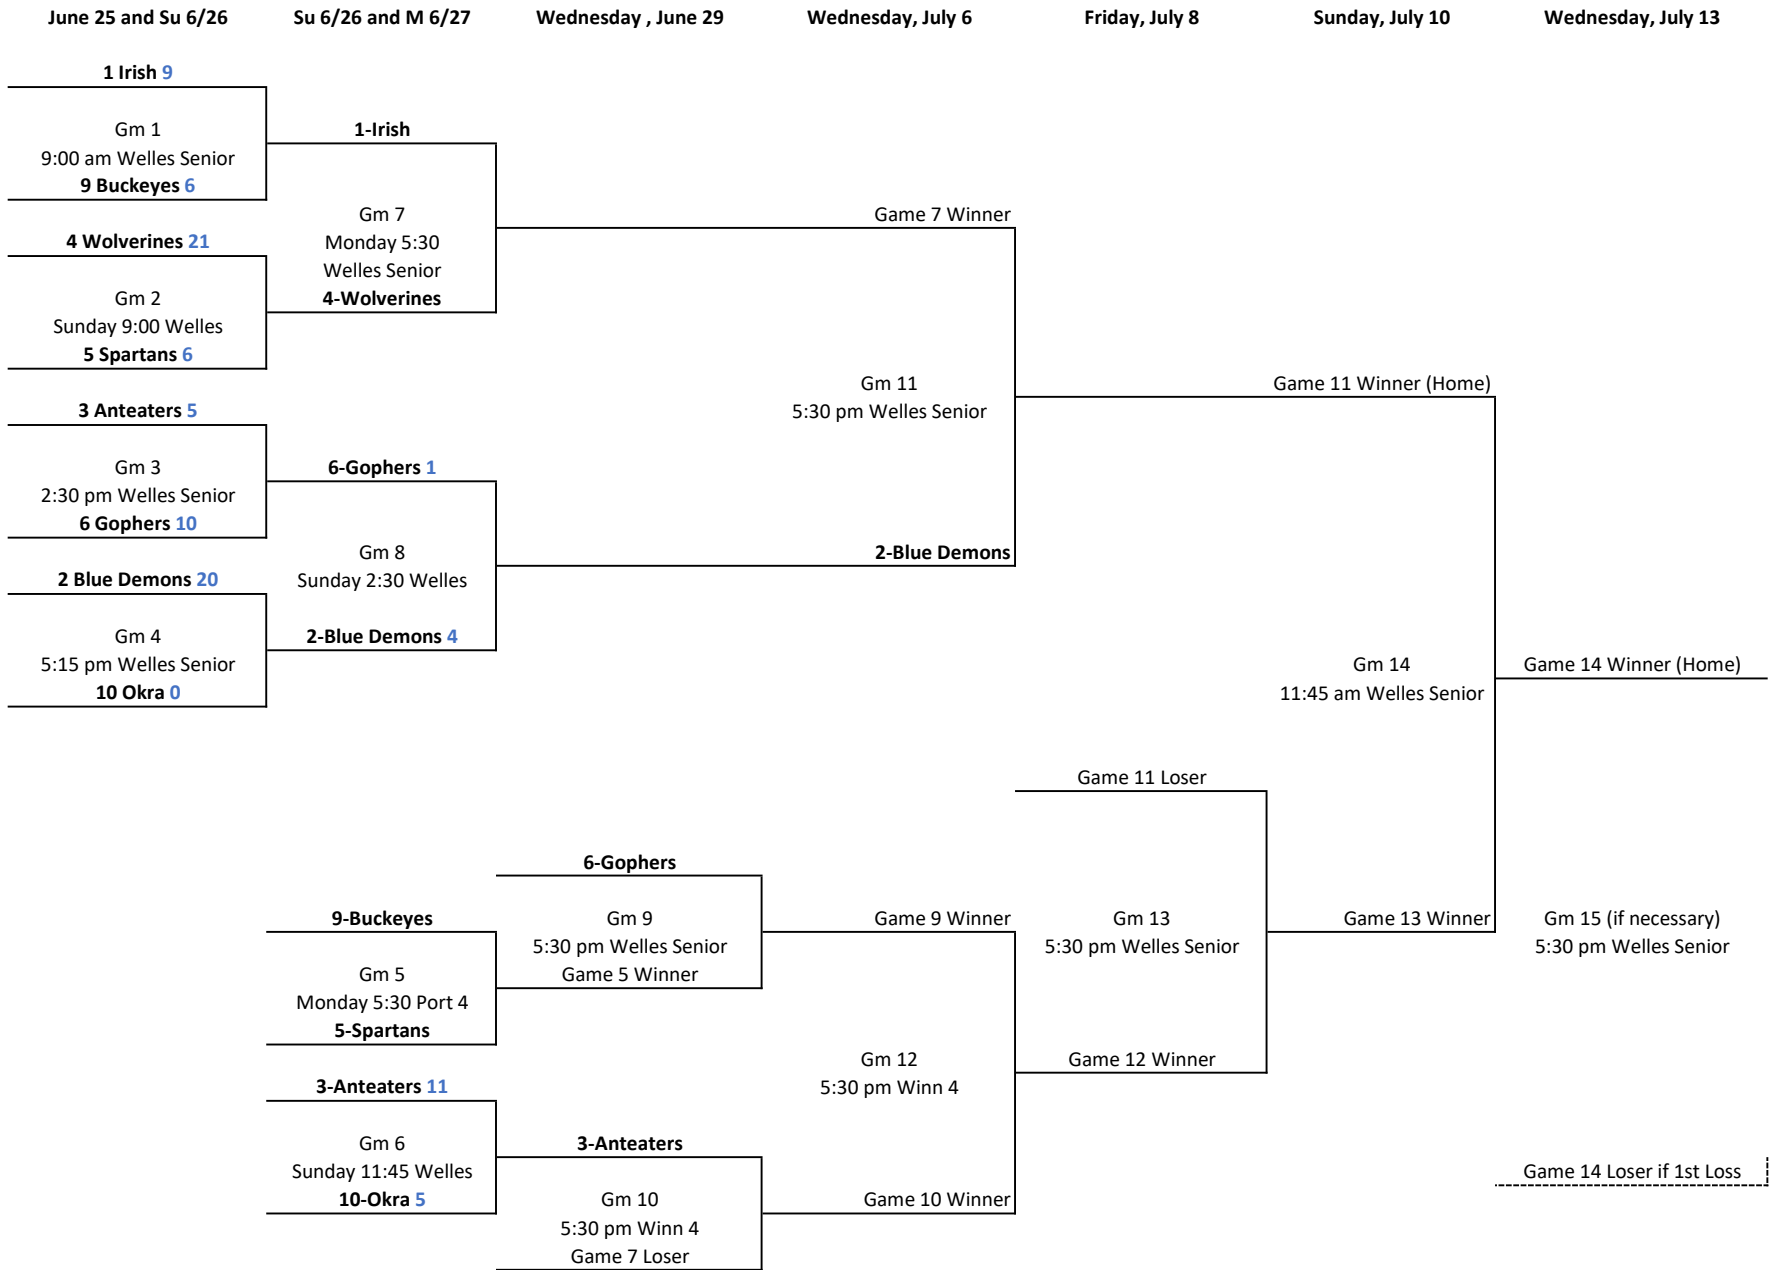 June 25 and Su 6/26
Su 6/26 and M 6/27
Wednesday , June 29
Wednesday, July 6
Friday, July 8
Sunday, July 10
Wednesday, July 13
1 Irish 9
Gm 1
9:00 am Welles Senior
9 Buckeyes 6
4 Wolverines 21
Gm 2
Sunday 9:00 Welles
5 Spartans 6
3 Anteaters 5
Gm 3
2:30 pm Welles Senior
6 Gophers 10
2 Blue Demons 20
Gm 4
5:15 pm Welles Senior
10 Okra 0
1-Irish
Gm 7
Monday 5:30
Welles Senior
4-Wolverines
6-Gophers 1
Gm 8
Sunday 2:30 Welles
2-Blue Demons 4
9-Buckeyes
Gm 5
Monday 5:30 Port 4
5-Spartans
3-Anteaters 11
Gm 6
Sunday 11:45 Welles
10-Okra 5
6-Gophers
Gm 9
5:30 pm Welles Senior
Game 5 Winner
3-Anteaters
Gm 10
5:30 pm Winn 4
Game 7 Loser
Game 7 Winner
Gm 11
5:30 pm Welles Senior
2-Blue Demons
Game 9 Winner
Gm 12
5:30 pm Winn 4
Game 10 Winner
Game 11 Loser
Gm 13
5:30 pm Welles Senior
Game 12 Winner
Game 11 Winner (Home)
Gm 14
11:45 am Welles Senior
Game 13 Winner
Game 14 Winner (Home)
Gm 15 (if necessary)
5:30 pm Welles Senior
Game 14 Loser if 1st Loss